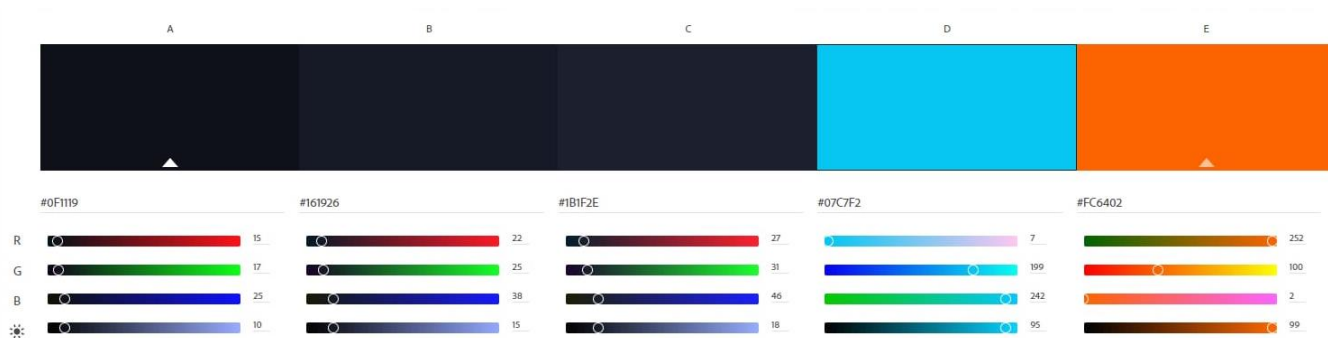 A B C D E
#0F1119 #161926 #1B1F2E #07C7F2 #FC6402
R 15 22 27 7 252
G 17 25 31 199 100
B 25 38 46 242 2
10 15 18 95 99